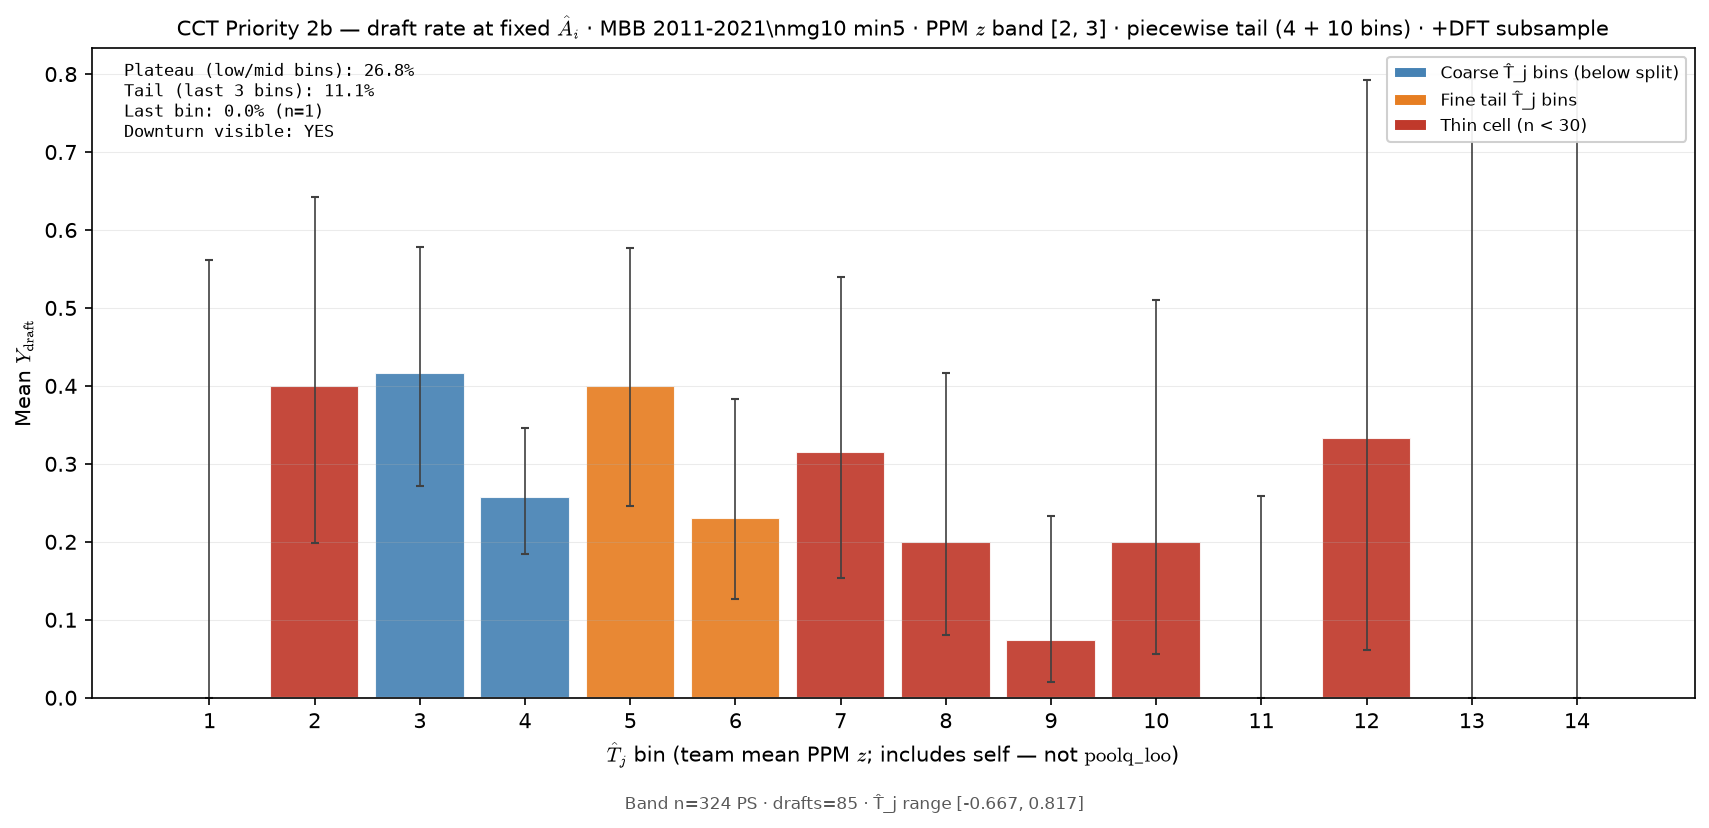 CCT Priority 2b — draft rate at fixed Â_i · MBB 2011-2021\nmg10 min5 · PPM z band [2, 3] · piecewise tail (4 + 10 bins) · +DFT subsample
Plateau (low/mid bins): 26.8%
Tail (last 3 bins): 11.1%
Last bin: 0.0% (n=1)
Downturn visible: YES
Coarse T̂_j bins (below split)
Fine tail T̂_j bins
Thin cell (n < 30)
Mean Y_draft
0.8
0.7
0.6
0.5
0.4
0.3
0.2
0.1
0.0
1 2 3 4 5 6 7 8 9 10 11 12 13 14
T̂_j bin (team mean PPM z; includes self — not poolq_loo)
Band n=324 PS · drafts=85 · T̂_j range [-0.667, 0.817]